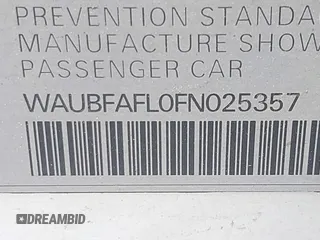 PREVENTION STANDA
MANUFACTURE SHOW
PASSENGER CAR
WAUBFAFL0FN025357
DREAMBID